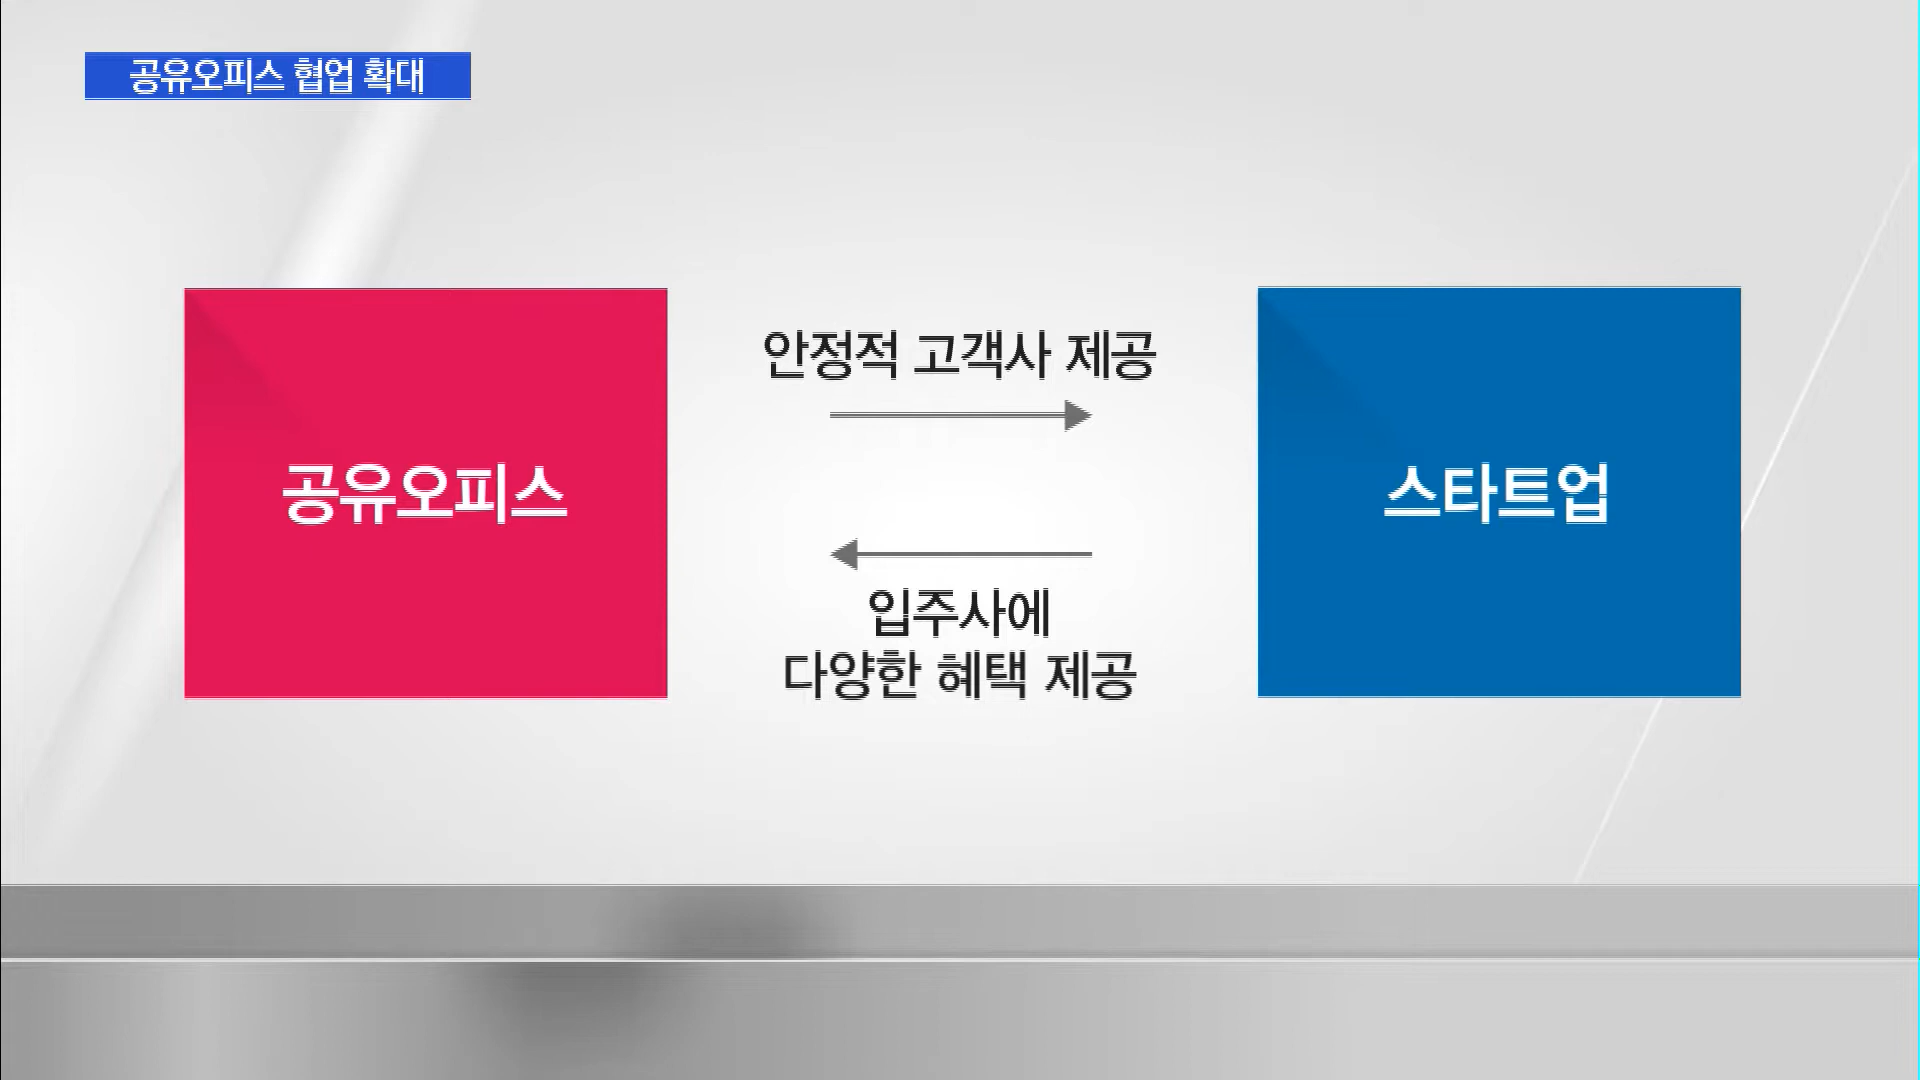 공유오피스 협업 확대
안정적 고객사 제공
공유오피스
스타트업
입주사에
다양한 혜택 제공